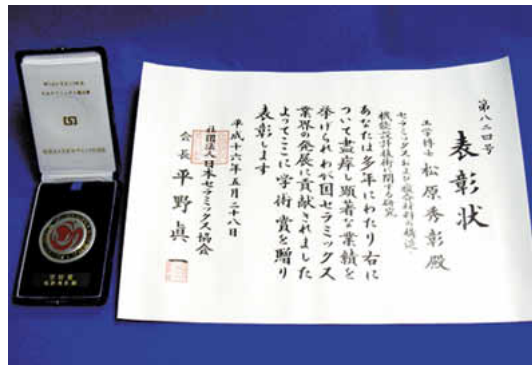 第八二四号
表彰状
工学博士 松原秀彰殿
セラミックスおよび複合材料の構造・
機能設計技術に関する研究
あなたは多年にわたり右に
ついて盡瘁し顕著な業績を
挙げられわが国セラミックス
業界の発展に貢献されました
よってここに学術賞を贈り
表彰します
平成十六年五月二十八日
社団法人日本セラミックス協会
会長 平野眞一